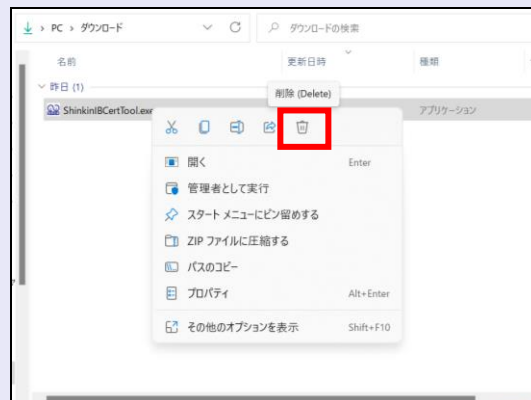 PC > ダウンロード
ダウンロードの検索
名前 更新日時 種類
昨日 (1)
削除 (Delete)
ShinkinIBCertTool.exe アプリケーション
開く Enter
管理者として実行
スタート メニューにピン留めする
ZIP ファイルに圧縮する
パスのコピー
プロパティ Alt+Enter
その他のオプションを表示 Shift+F10